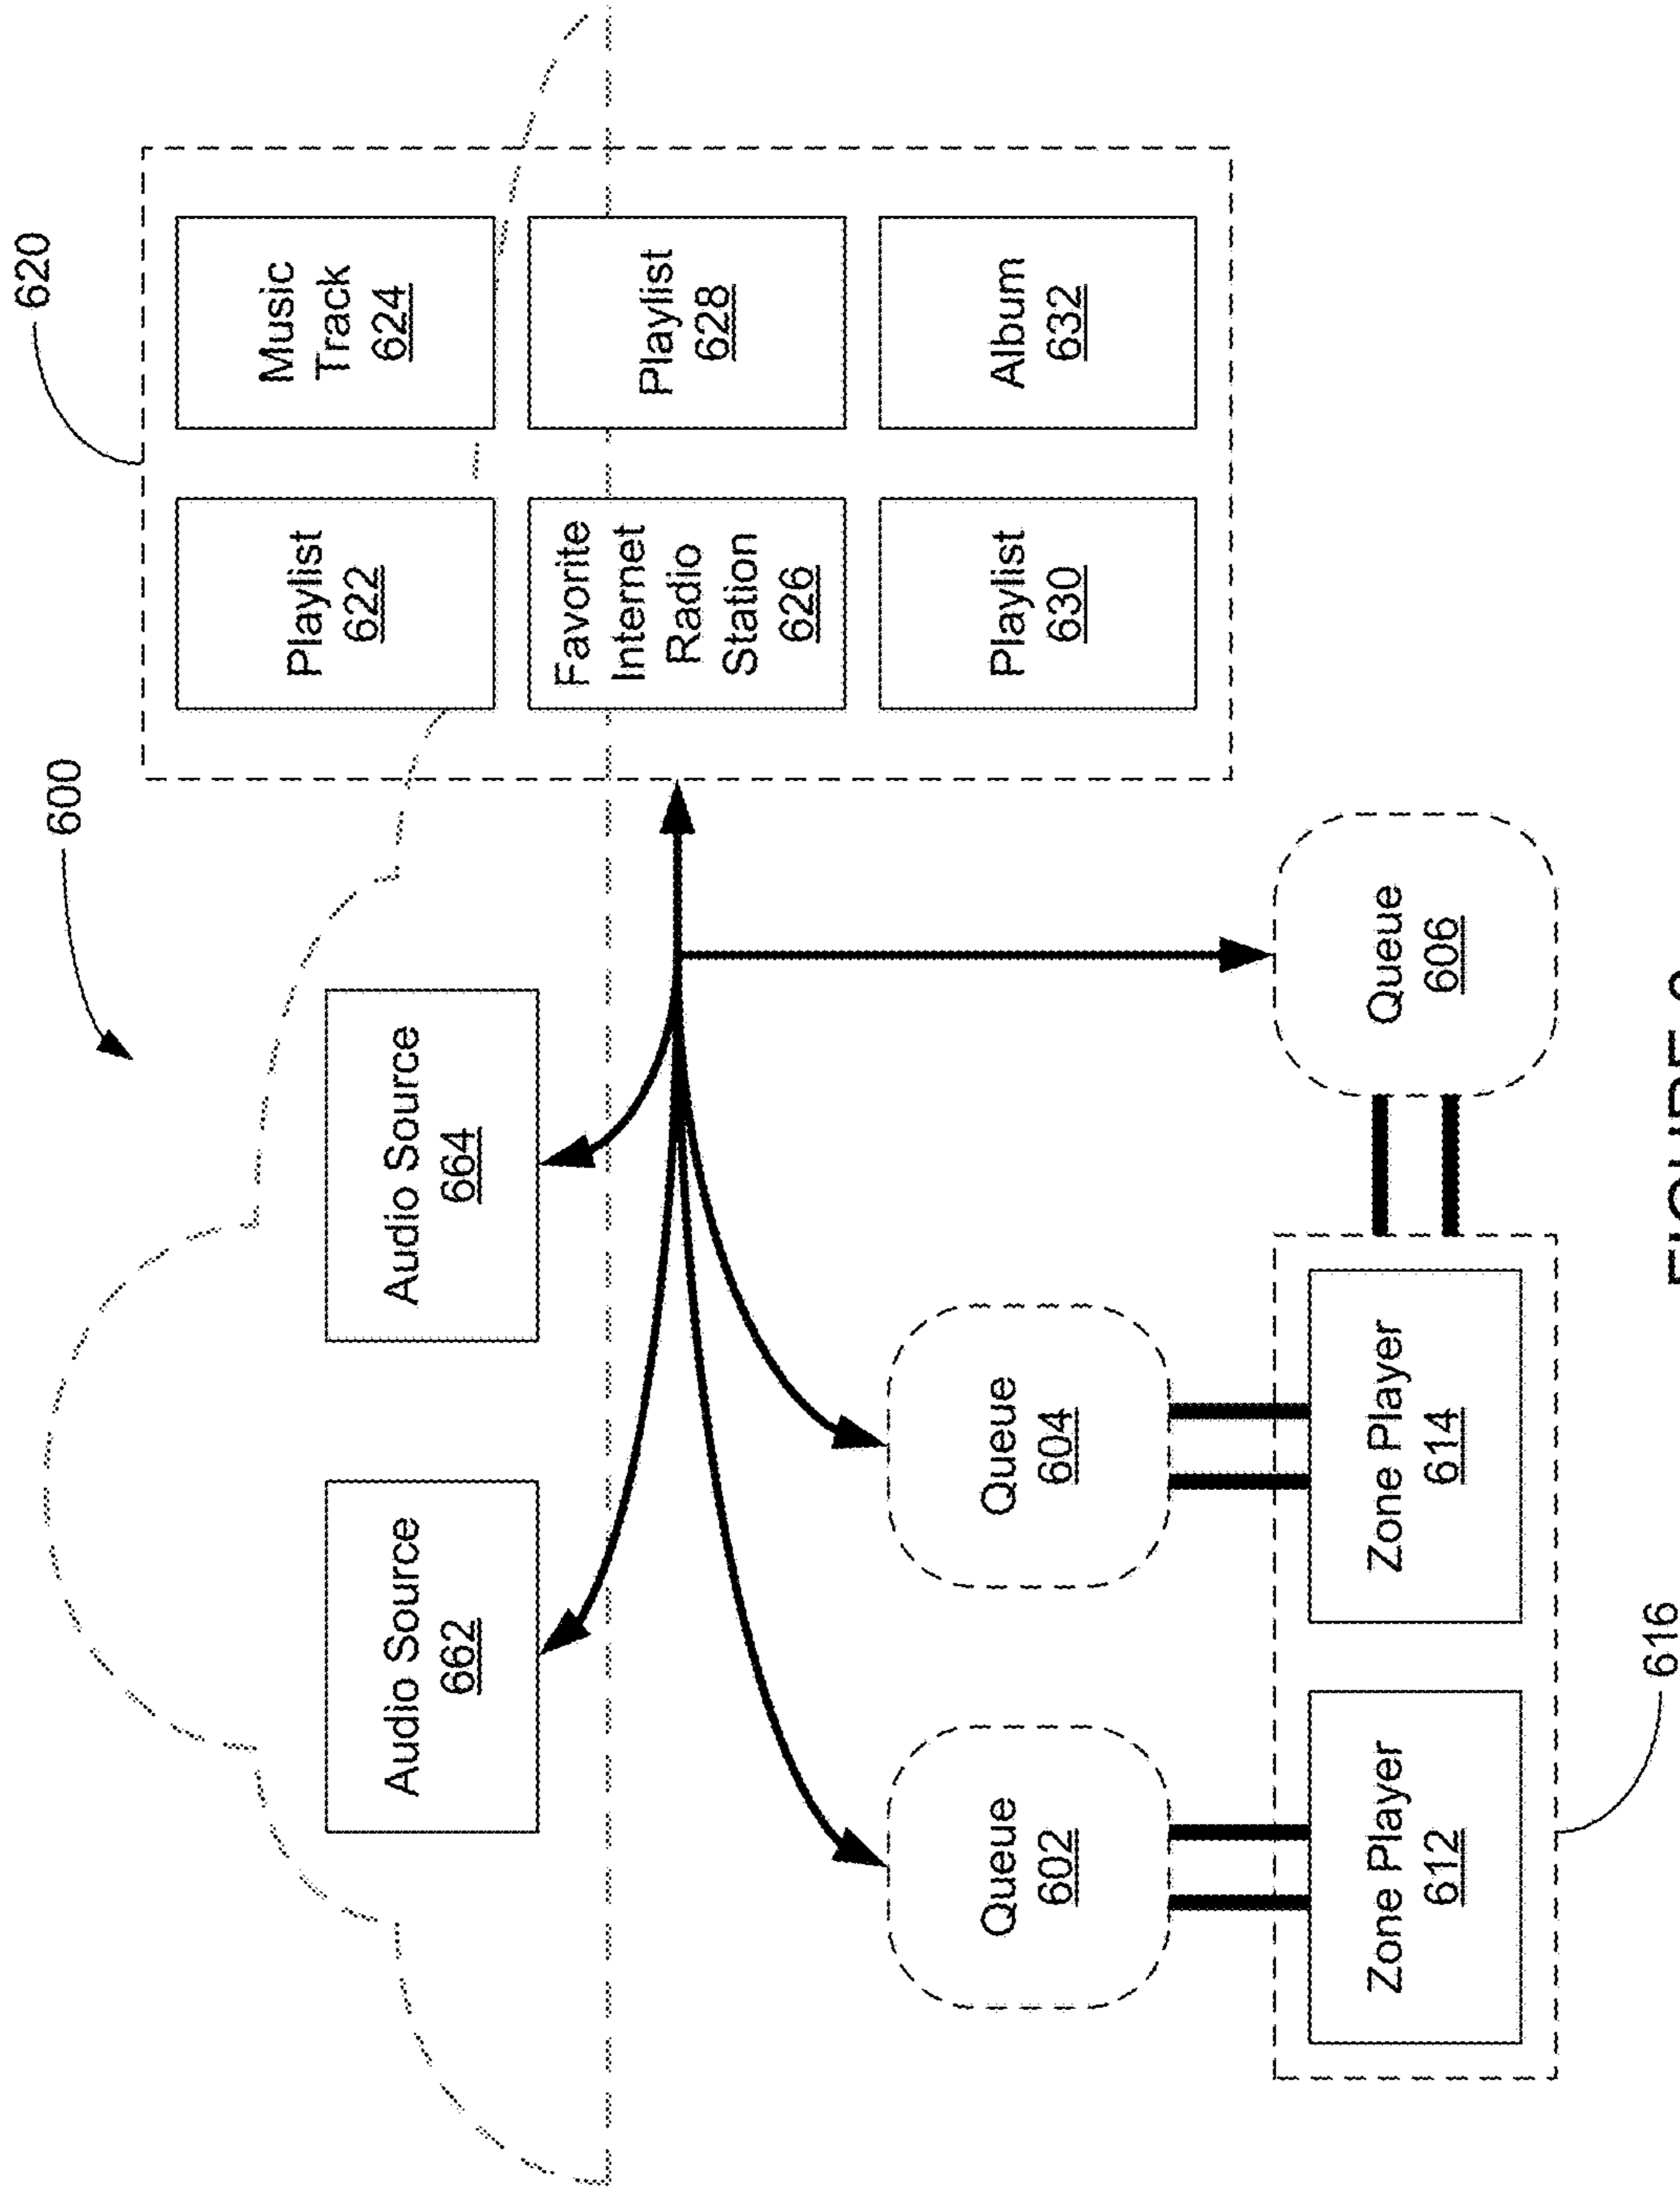 600
620
Audio Source
662
Audio Source
664
Playlist
622
Music
Track
624
Favorite
Internet
Radio
Station
626
Playlist
628
Playlist
630
Album
632
Queue
602
Queue
604
Queue
606
Zone Player
612
Zone Player
614
616
FIGURE